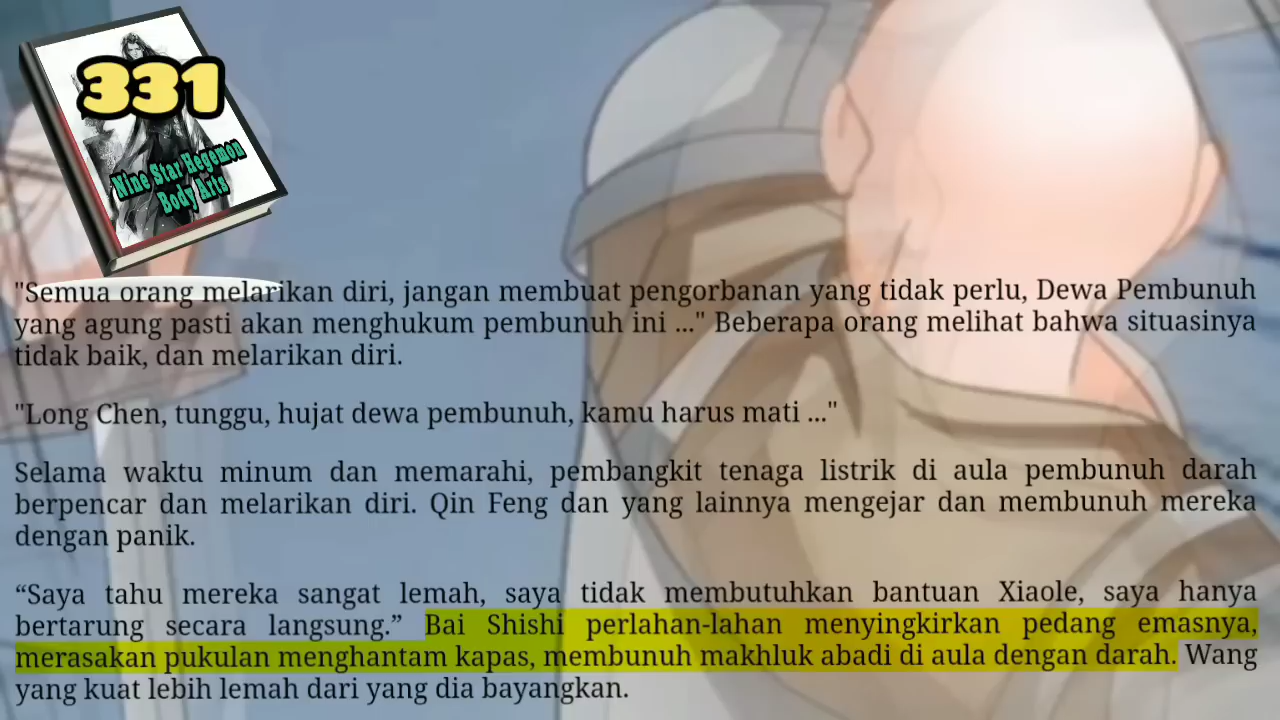 331
Nine Star Hegemon
Body Arts
"Semua orang melarikan diri, jangan membuat pengorbanan yang tidak perlu, Dewa Pembunuh
yang agung pasti akan menghukum pembunuh ini ..." Beberapa orang melihat bahwa situasinya
tidak baik, dan melarikan diri.
"Long Chen, tunggu, hujat dewa pembunuh, kamu harus mati ..."
Selama waktu minum dan memarahi, pembangkit tenaga listrik di aula pembunuh darah
berpencar dan melarikan diri. Qin Feng dan yang lainnya mengejar dan membunuh mereka
dengan panik.
“Saya tahu mereka sangat lemah, saya tidak membutuhkan bantuan Xiaole, saya hanya
bertarung secara langsung.” Bai Shishi perlahan-lahan menyingkirkan pedang emasnya,
merasakan pukulan menghantam kapas, membunuh makhluk abadi di aula dengan darah. Wang
yang kuat lebih lemah dari yang dia bayangkan.